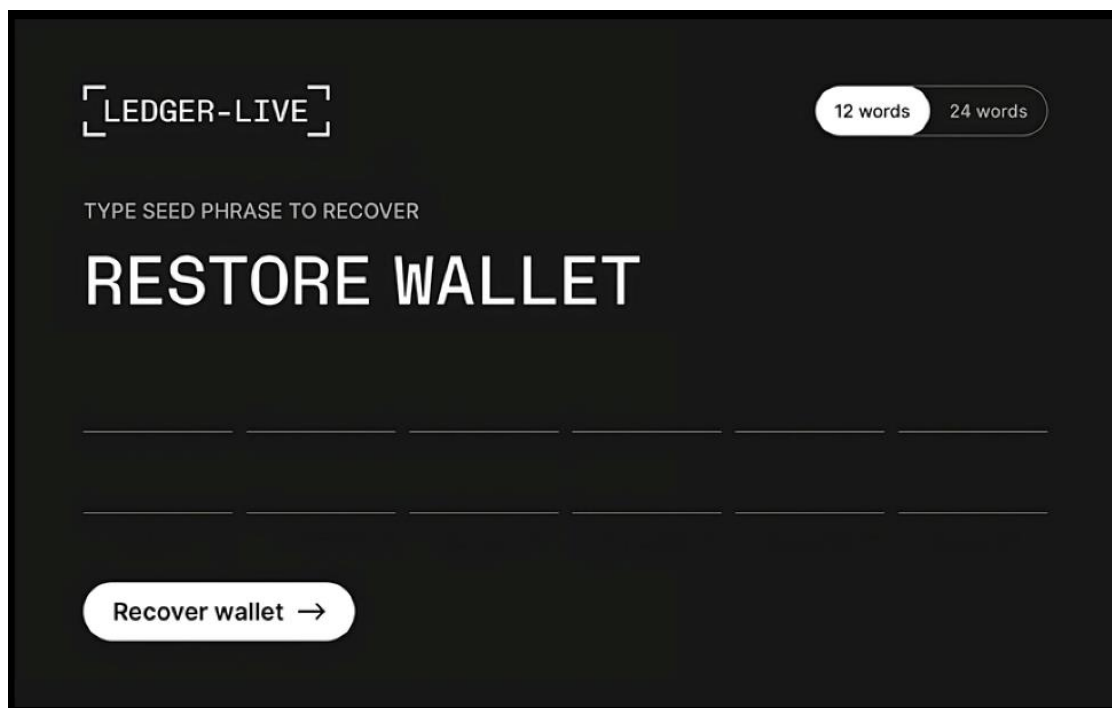 LEDGER-LIVE
12 words 24 words
TYPE SEED PHRASE TO RECOVER
RESTORE WALLET
Recover wallet →